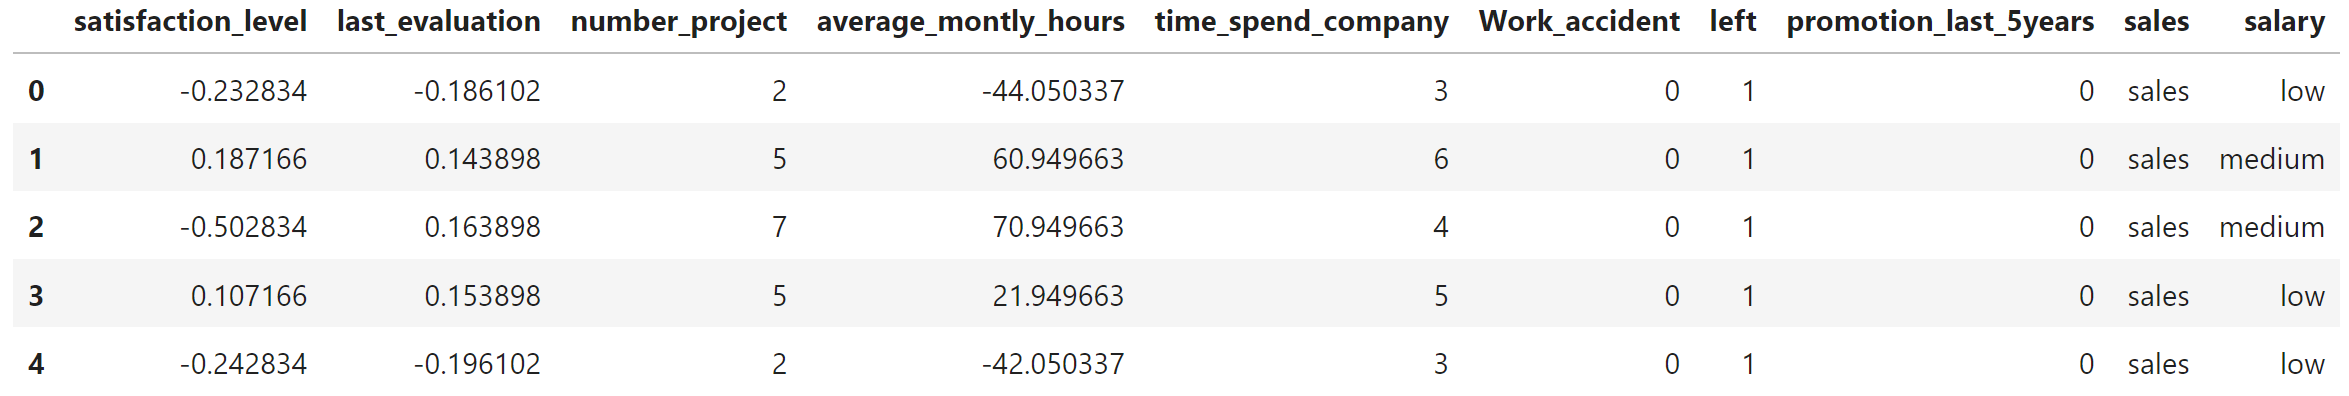 satisfaction_level last_evaluation number_project average_montly_hours time_spend_company Work_accident left promotion_last_5years sales salary
0 -0.232834 -0.186102 2 -44.050337 3 0 1 0 sales low
1 0.187166 0.143898 5 60.949663 6 0 1 0 sales medium
2 -0.502834 0.163898 7 70.949663 4 0 1 0 sales medium
3 0.107166 0.153898 5 21.949663 5 0 1 0 sales low
4 -0.242834 -0.196102 2 -42.050337 3 0 1 0 sales low